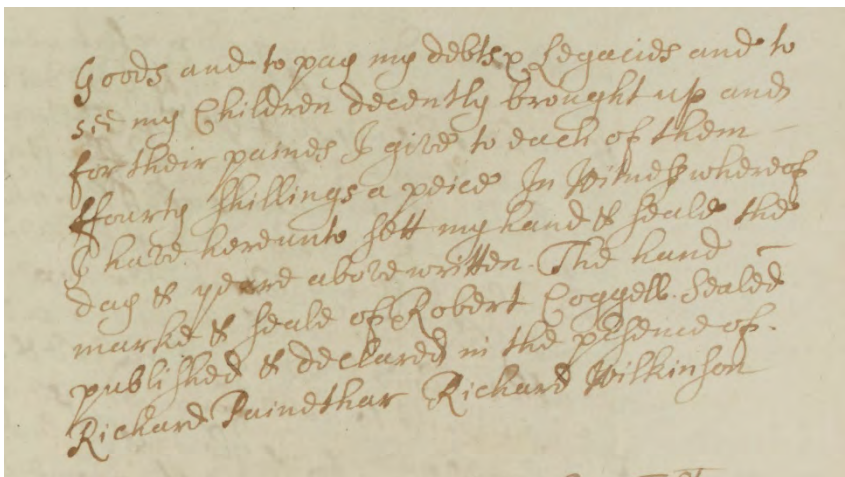 Goods and to pay my debts & Legacies and to
see my Children decently brought up and
for their paines I give to each of them
ffourty shillings a peice In Witness whereof
I have hereunto sett my hand & seale the
day & yeare above written. The hand
marke & seale of Robert Coggell. Sealed
published & declared in the psence of.
Richard Raindthar Richard Wilkinson